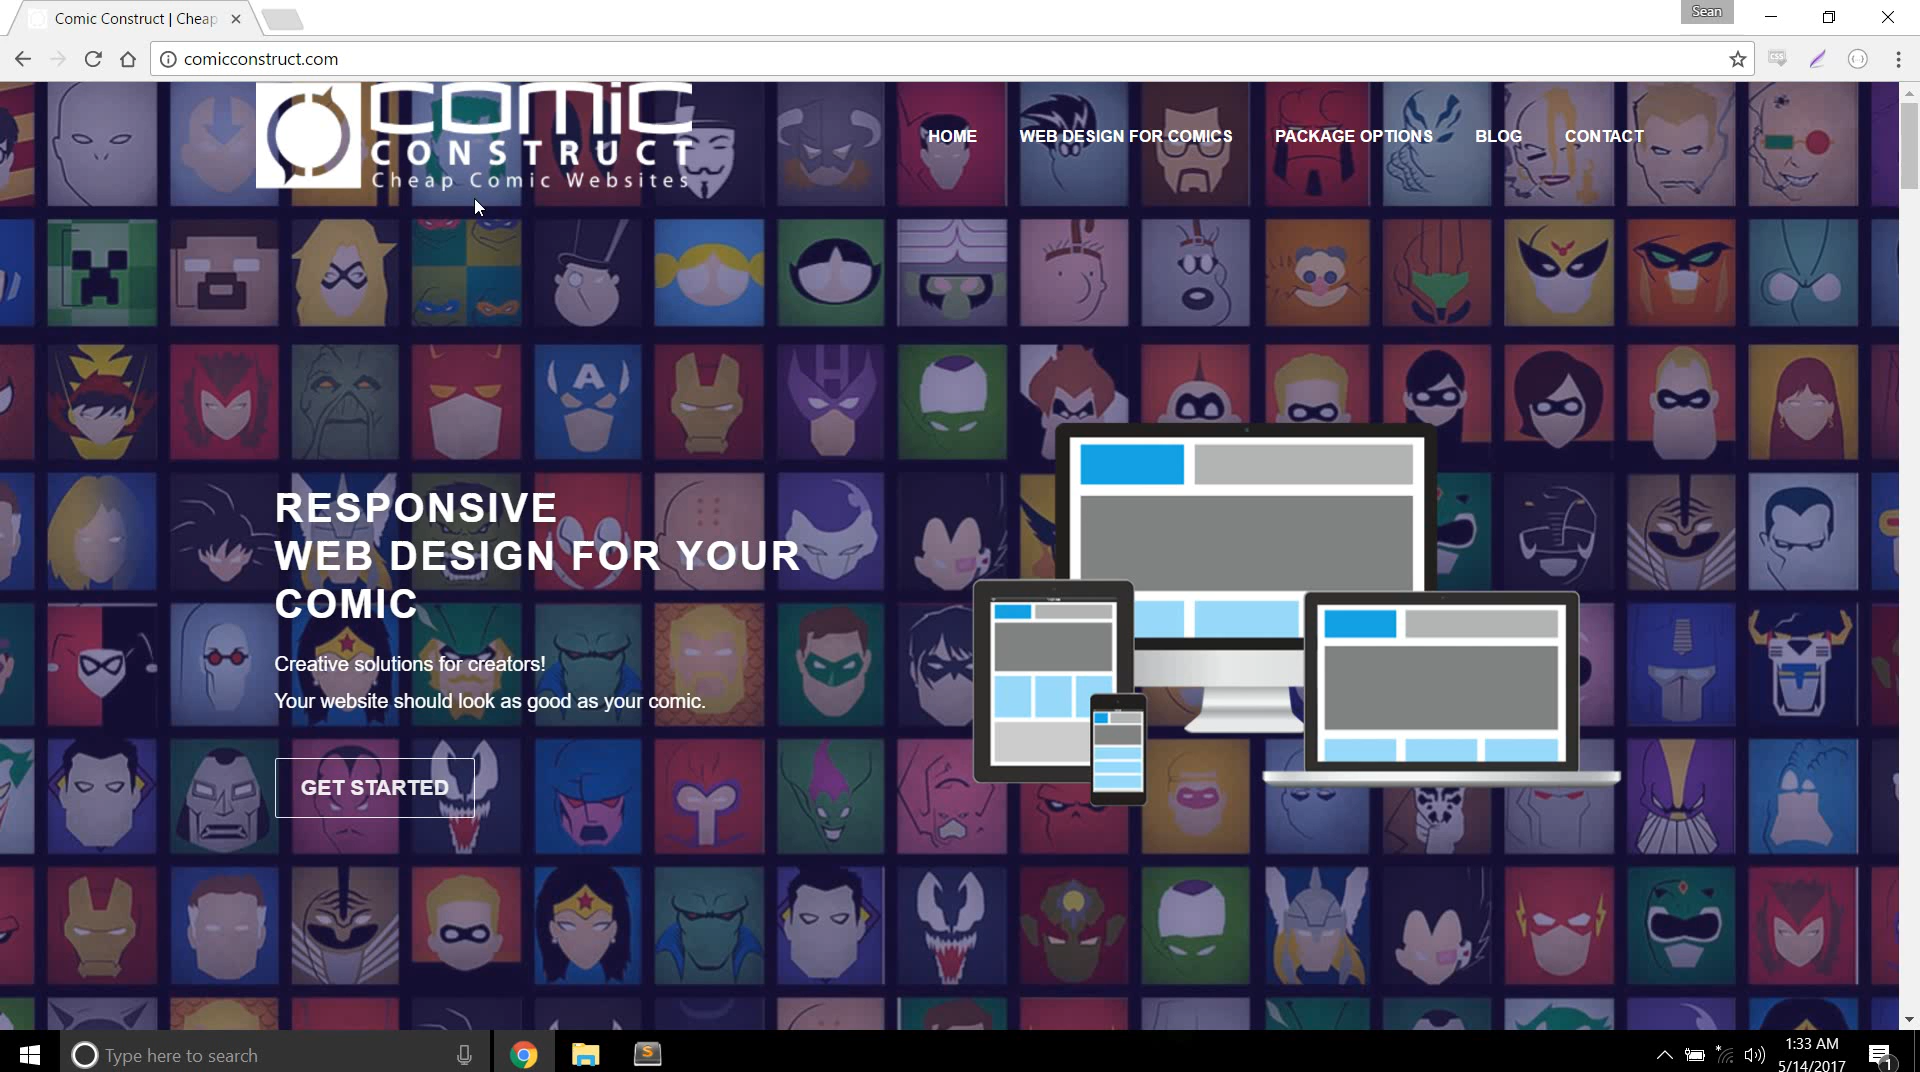 Comic Construct | Cheap
Sean
comicconstruct.com
COMIC
CONSTRUCT
Cheap Comic Websites
HOME
WEB DESIGN FOR COMICS
PACKAGE OPTIONS
BLOG
CONTACT
RESPONSIVE
WEB DESIGN FOR YOUR
COMIC
Creative solutions for creators!
Your website should look as good as your comic.
GET STARTED
Type here to search
1:33 AM
5/14/2017
1